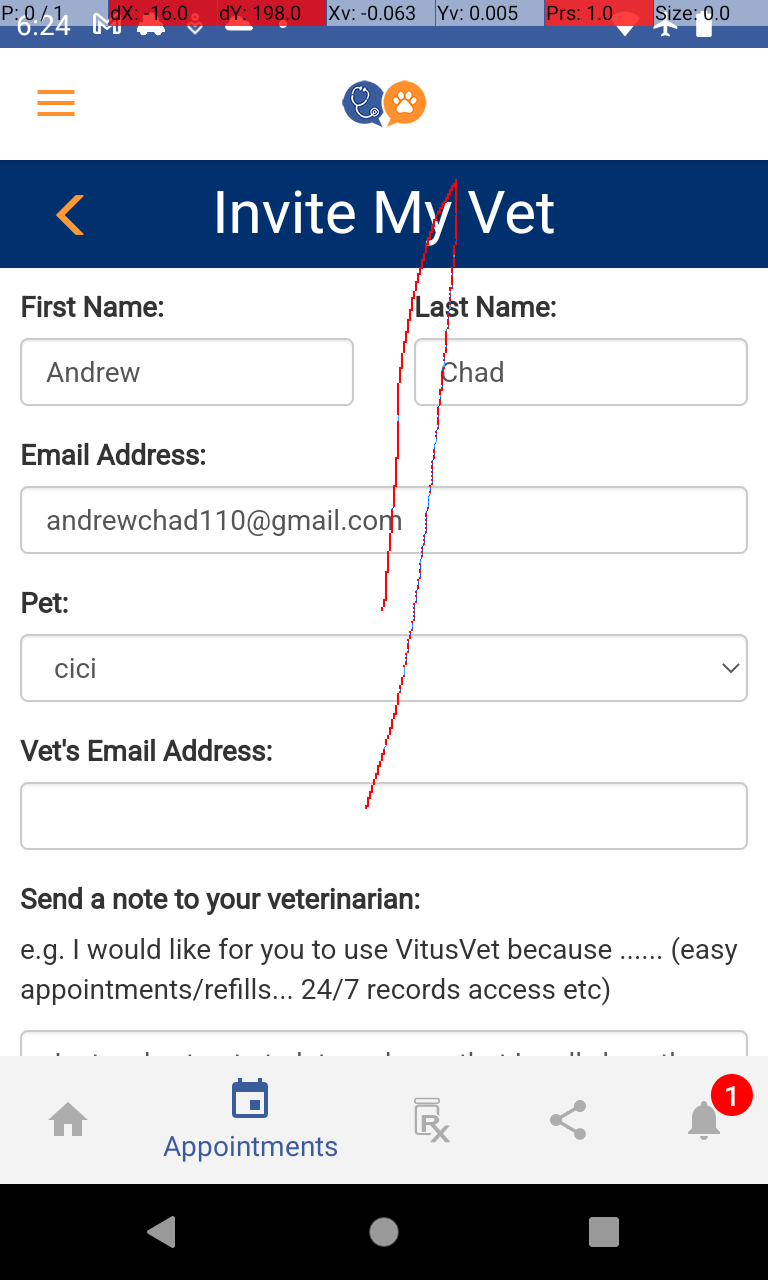 P: 0 / 1 dX: -16.0 dY: 198.0 Xv: -0.063 Yv: 0.005 Prs: 1.0 Size: 0.0
6:24
Invite My Vet
First Name: Last Name:
Andrew Chad
Email Address:
andrewchad110@gmail.com
Pet:
cici
Vet's Email Address:
Send a note to your veterinarian:
e.g. I would like for you to use VitusVet because ...... (easy
appointments/refills... 24/7 records access etc)
Rx 1
Appointments